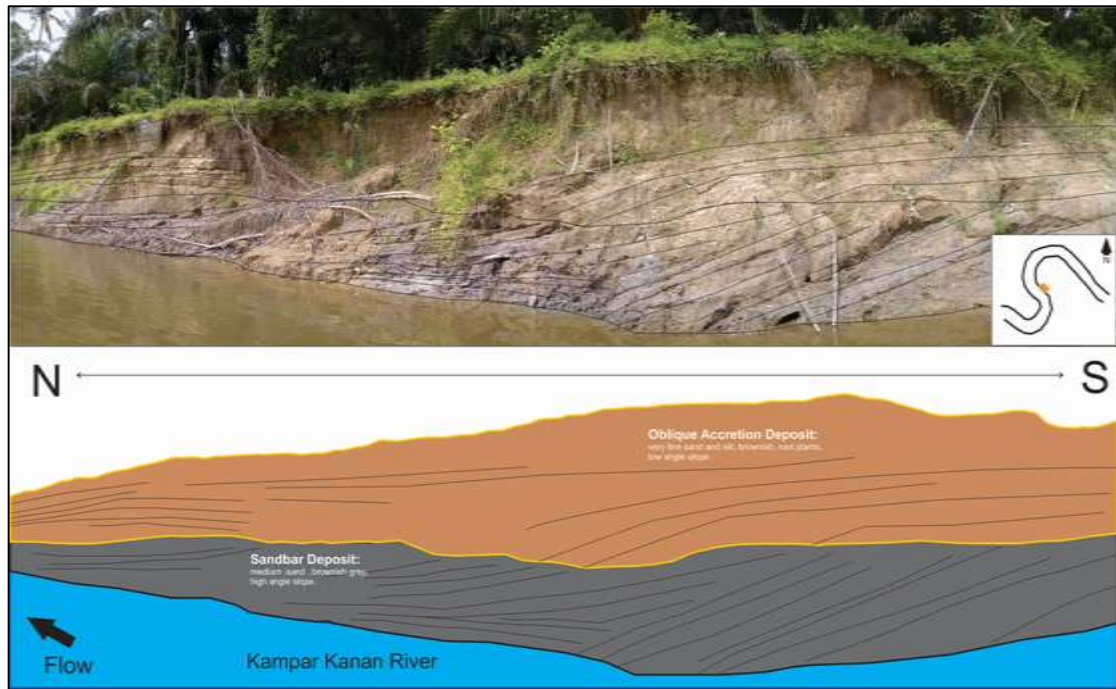 N
N
S
Oblique Accretion Deposit:
very fine sand and silt, brownish, root plants,
low angle slope.
Sandbar Deposit:
medium sand , brownish grey,
high angle slope.
Flow
Kampar Kanan River